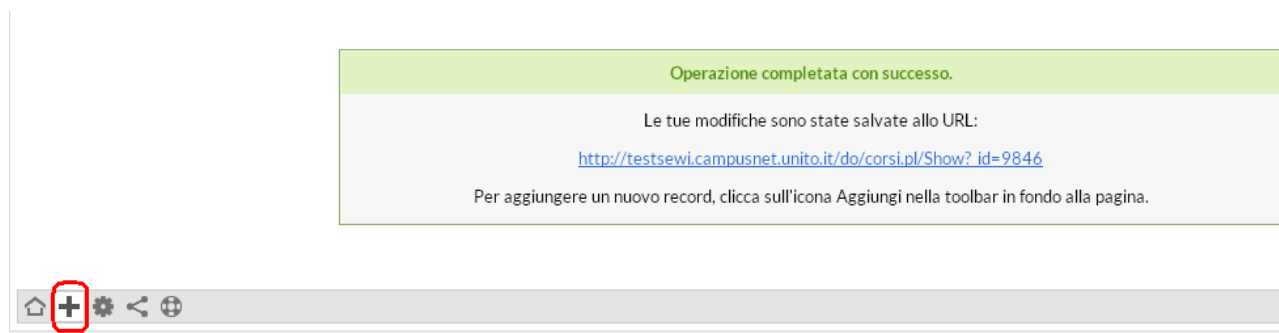 Operazione completata con successo.
Le tue modifiche sono state salvate allo URL:
http://testsewi.campusnet.unito.it/do/corsi.pl/Show?_id=9846
Per aggiungere un nuovo record, clicca sull'icona Aggiungi nella toolbar in fondo alla pagina.